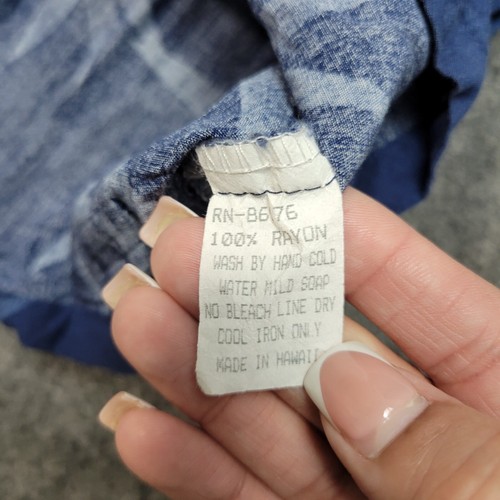 RN-8676
100% RAYON
WASH BY HAND COLD
WATER MILD SOAP
NO BLEACH LINE DRY
COOL IRON ONLY
MADE IN HAWAII